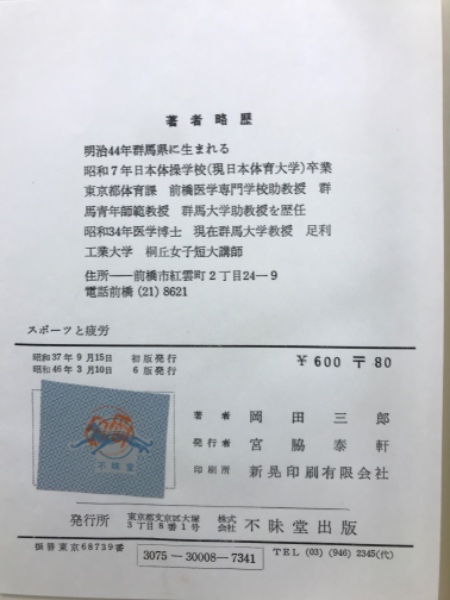 著者略歴
明治44年群馬県に生まれる
昭和7年日本体操学校(現日本体育大学)卒業
東京都体育課 前橋医学専門学校助教授 群
馬青年師範教授 群馬大学助教授を歴任
昭和34年医学博士 現在群馬大学教授 足利
工業大学 桐丘女子短大講師
住所――前橋市紅雲町2丁目24―9
電話前橋(21)8621
スポーツと疲労
昭和37年9月15日 初版発行
昭和46年3月10日 6版発行
¥600 〒80
不昧堂
著者 岡田三郎
発行者 宮脇泰軒
印刷所 新晃印刷有限会社
発行所 東京都文京区大塚3丁目8番1号 株式会社 不昧堂出版
振替東京68739番
3075―30008―7341
TEL (03) (946) 2345(代)